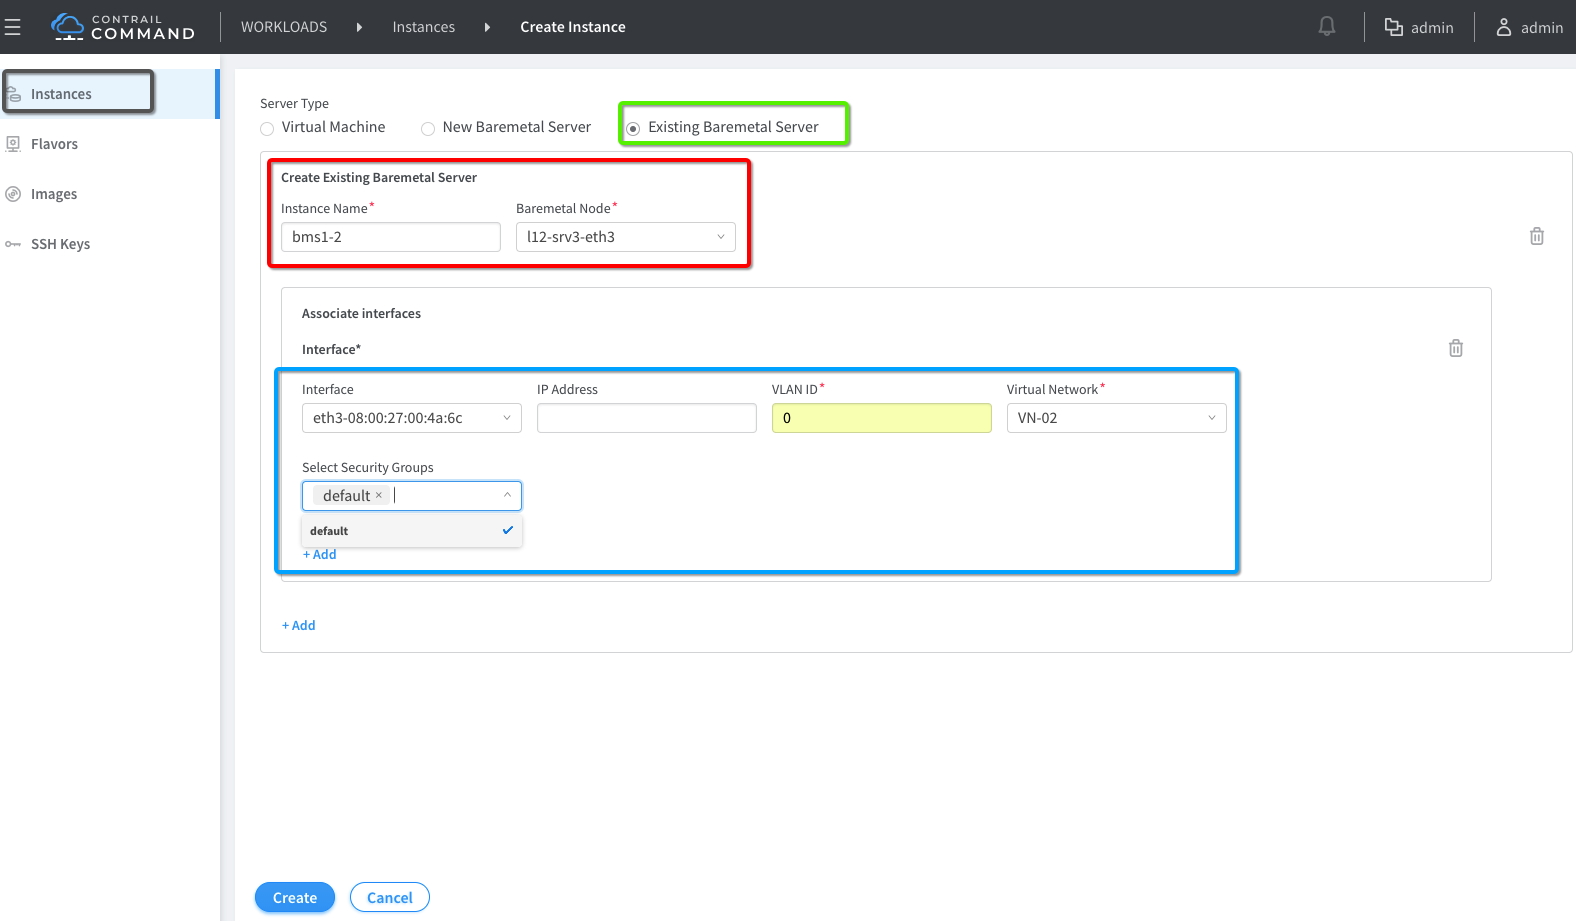 CONTRAIL
COMMAND
WORKLOADS
Instances
Create Instance
admin
admin
Instances
Flavors
Images
SSH Keys
Server Type
Virtual Machine
New Baremetal Server
Existing Baremetal Server
Create Existing Baremetal Server
Instance Name*
Baremetal Node*
bms1-2
l12-srv3-eth3
Associate interfaces
Interface*
Interface
IP Address
VLAN ID*
Virtual Network*
eth3-08:00:27:00:4a:6c
0
VN-02
Select Security Groups
default ×
default
+ Add
+ Add
Create
Cancel